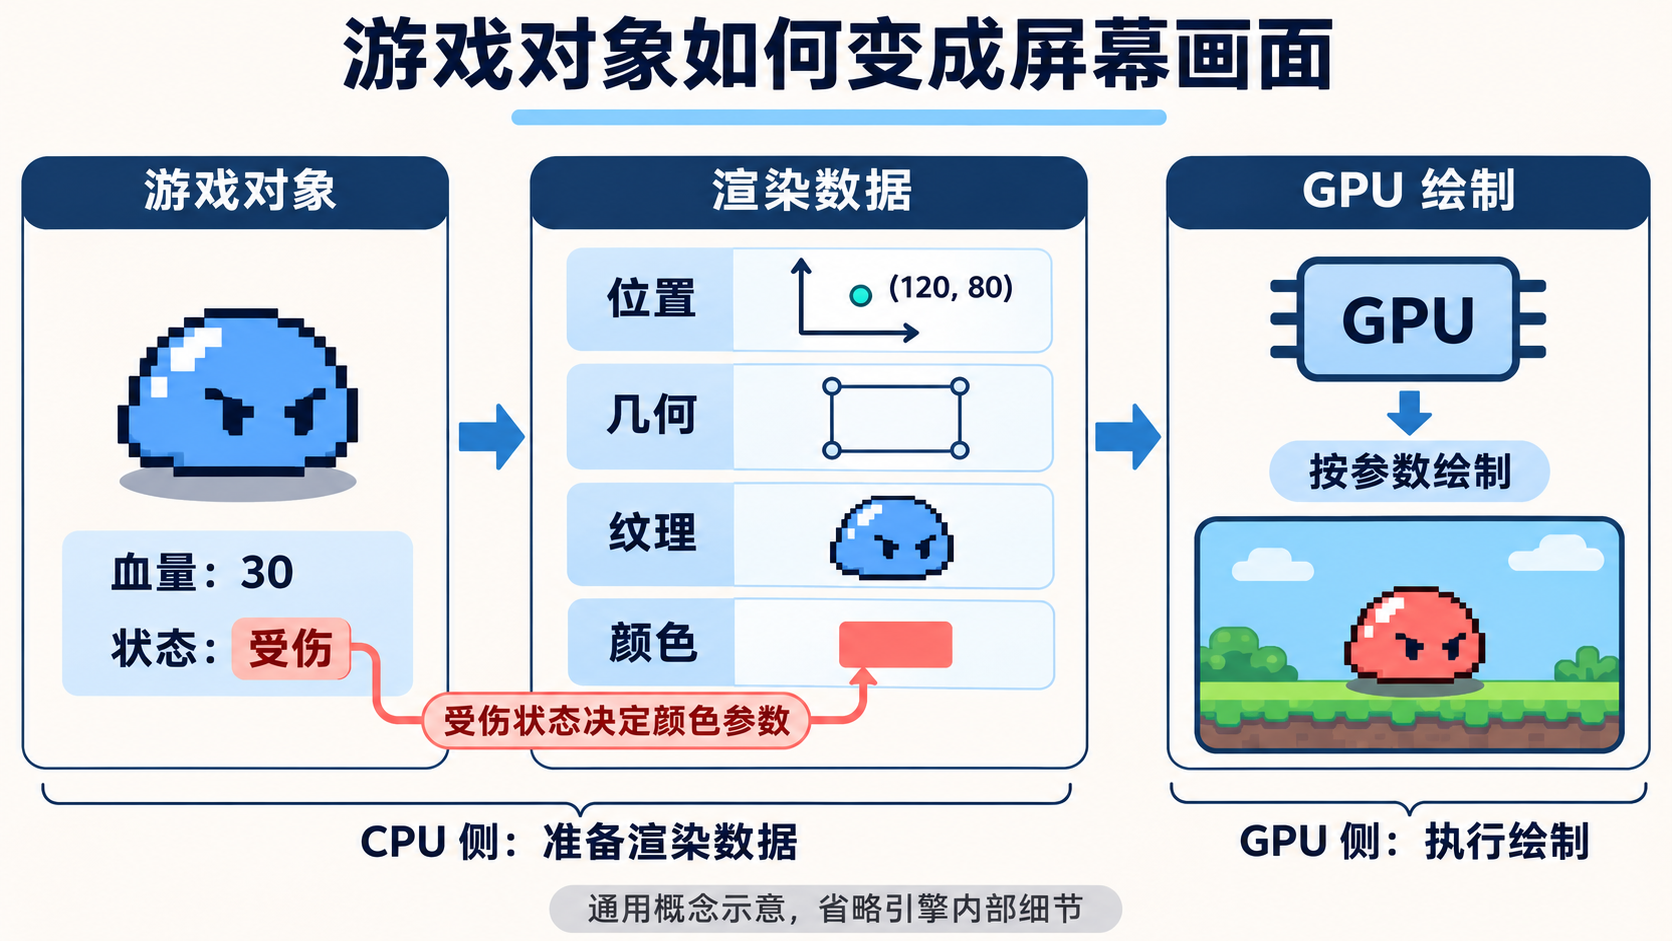 游戏对象如何变成屏幕画面
游戏对象
血量：30
状态：受伤
渲染数据
位置
(120, 80)
几何
纹理
颜色
受伤状态决定颜色参数
GPU 绘制
GPU
按参数绘制
CPU 侧：准备渲染数据
GPU 侧：执行绘制
通用概念示意，省略引擎内部细节